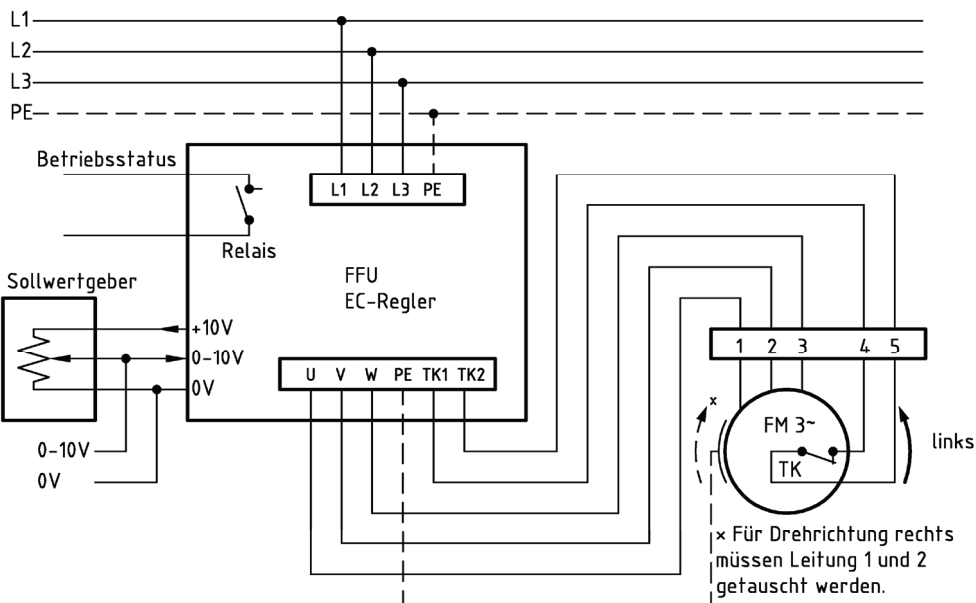 L1
L2
L3
PE
Betriebsstatus
L1 L2 L3 PE
Relais
Sollwertgeber
FFU
EC-Regler
+10V
0-10V
0V
U V W PE TK1 TK2
1 2 3 4 5
x
FM 3~
TK
links
0-10V
0V
× Für Drehrichtung rechts
müssen Leitung 1 und 2
getauscht werden.